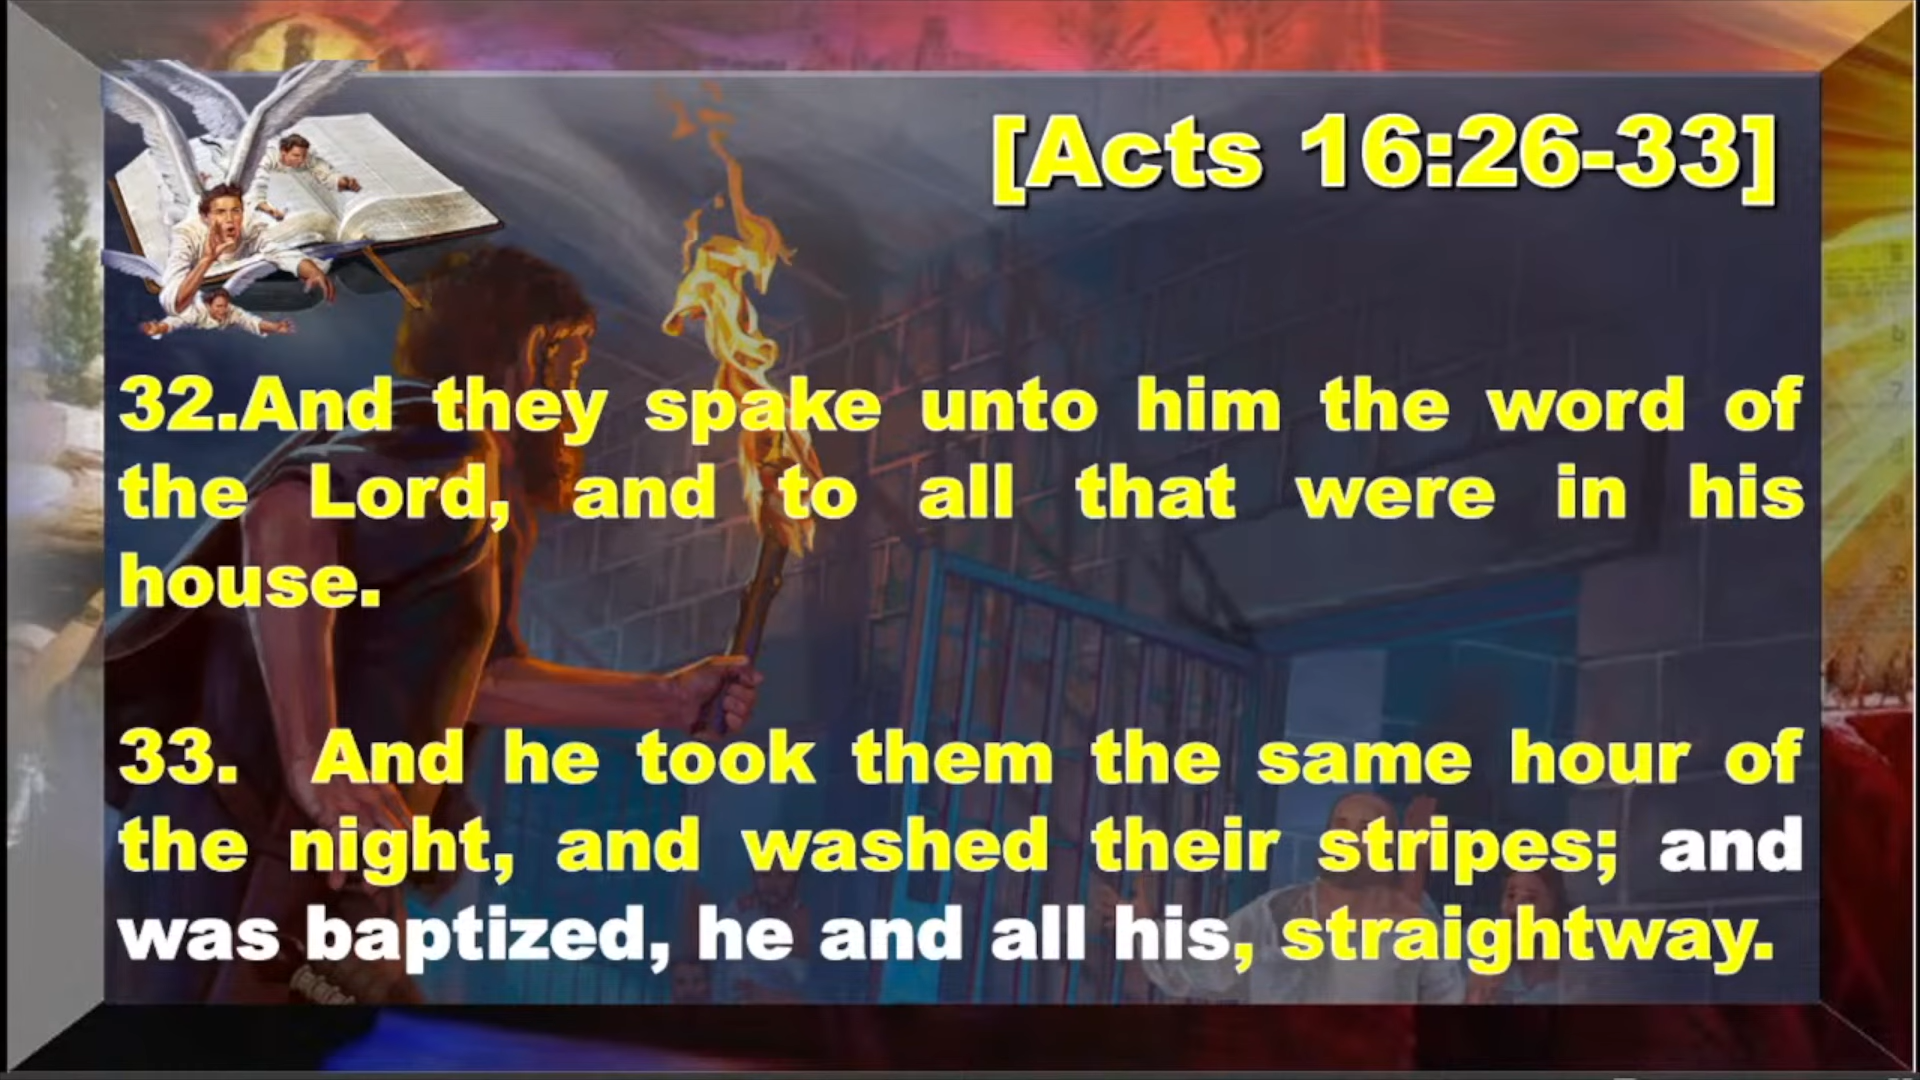 [Acts 16:26-33]
32.And they spake unto him the word of
the Lord, and to all that were in his
house.
33. And he took them the same hour of
the night, and washed their stripes; and
was baptized, he and all his, straightway.